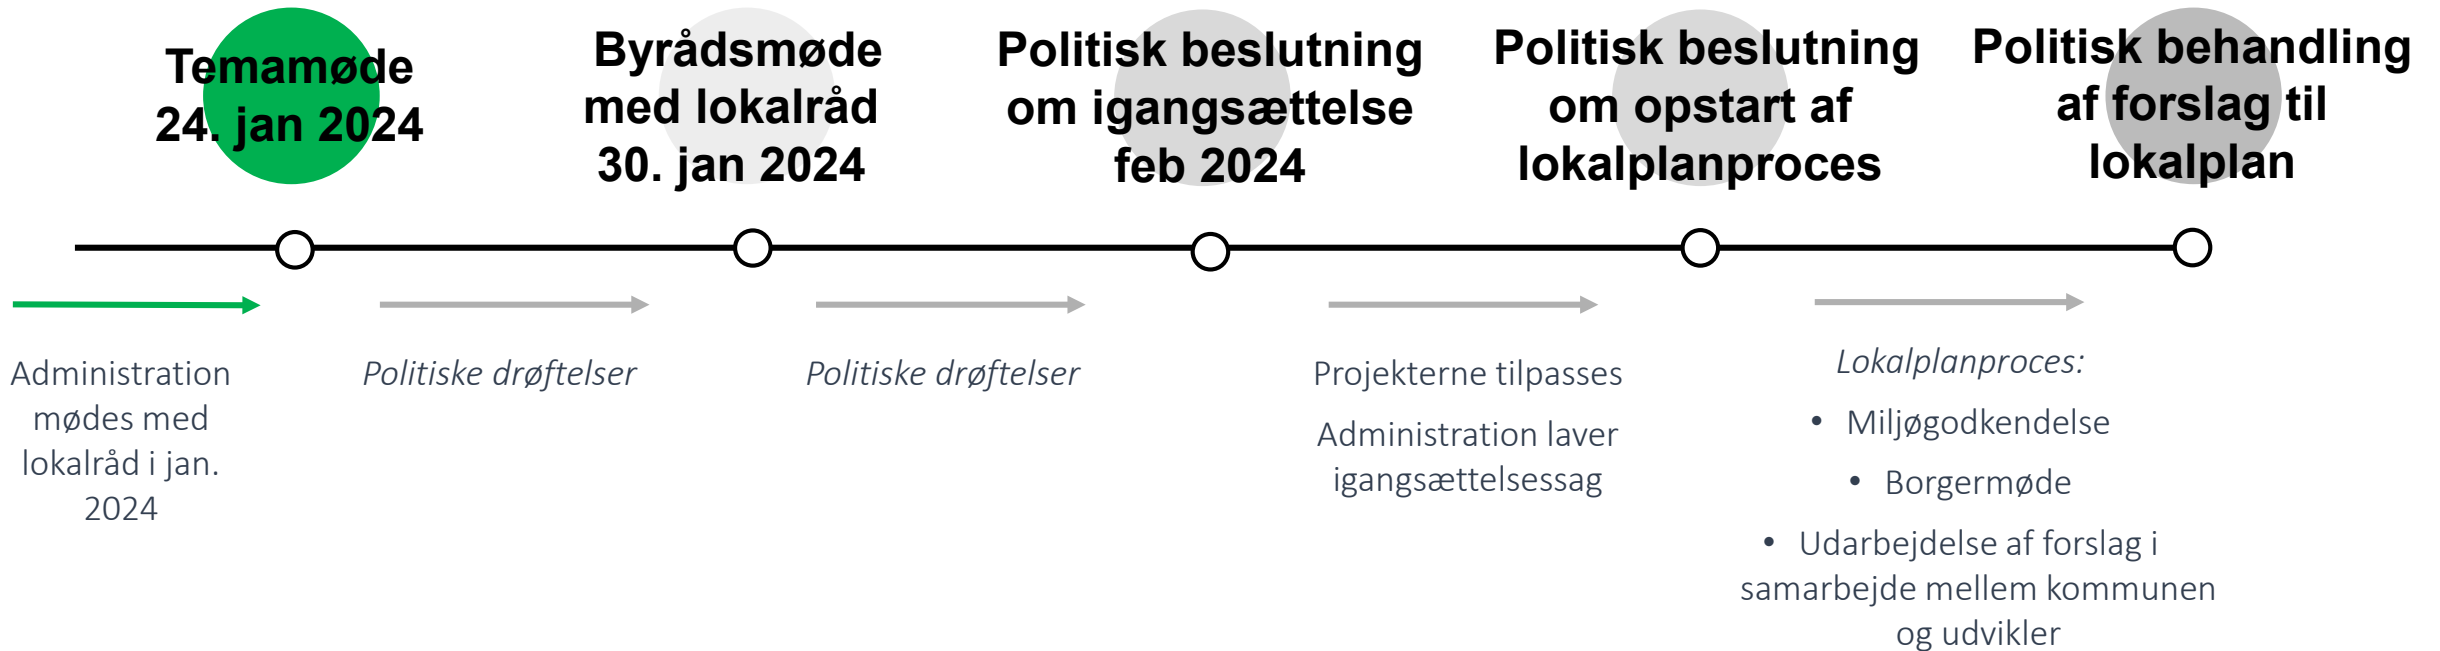 Temamøde
24. jan 2024
Byrådsmøde
med lokalråd
30. jan 2024
Politisk beslutning
om igangsættelse
feb 2024
Politisk beslutning
om opstart af
lokalplanproces
Politisk behandling
af forslag til
lokalplan
Administration
mødes med
lokalråd i jan.
2024
Politiske drøftelser
Politiske drøftelser
Projekterne tilpasses
Administration laver
igangsættelsessag
Lokalplanproces:
• Miljøgodkendelse
• Borgermøde
• Udarbejdelse af forslag i
samarbejde mellem kommunen
og udvikler